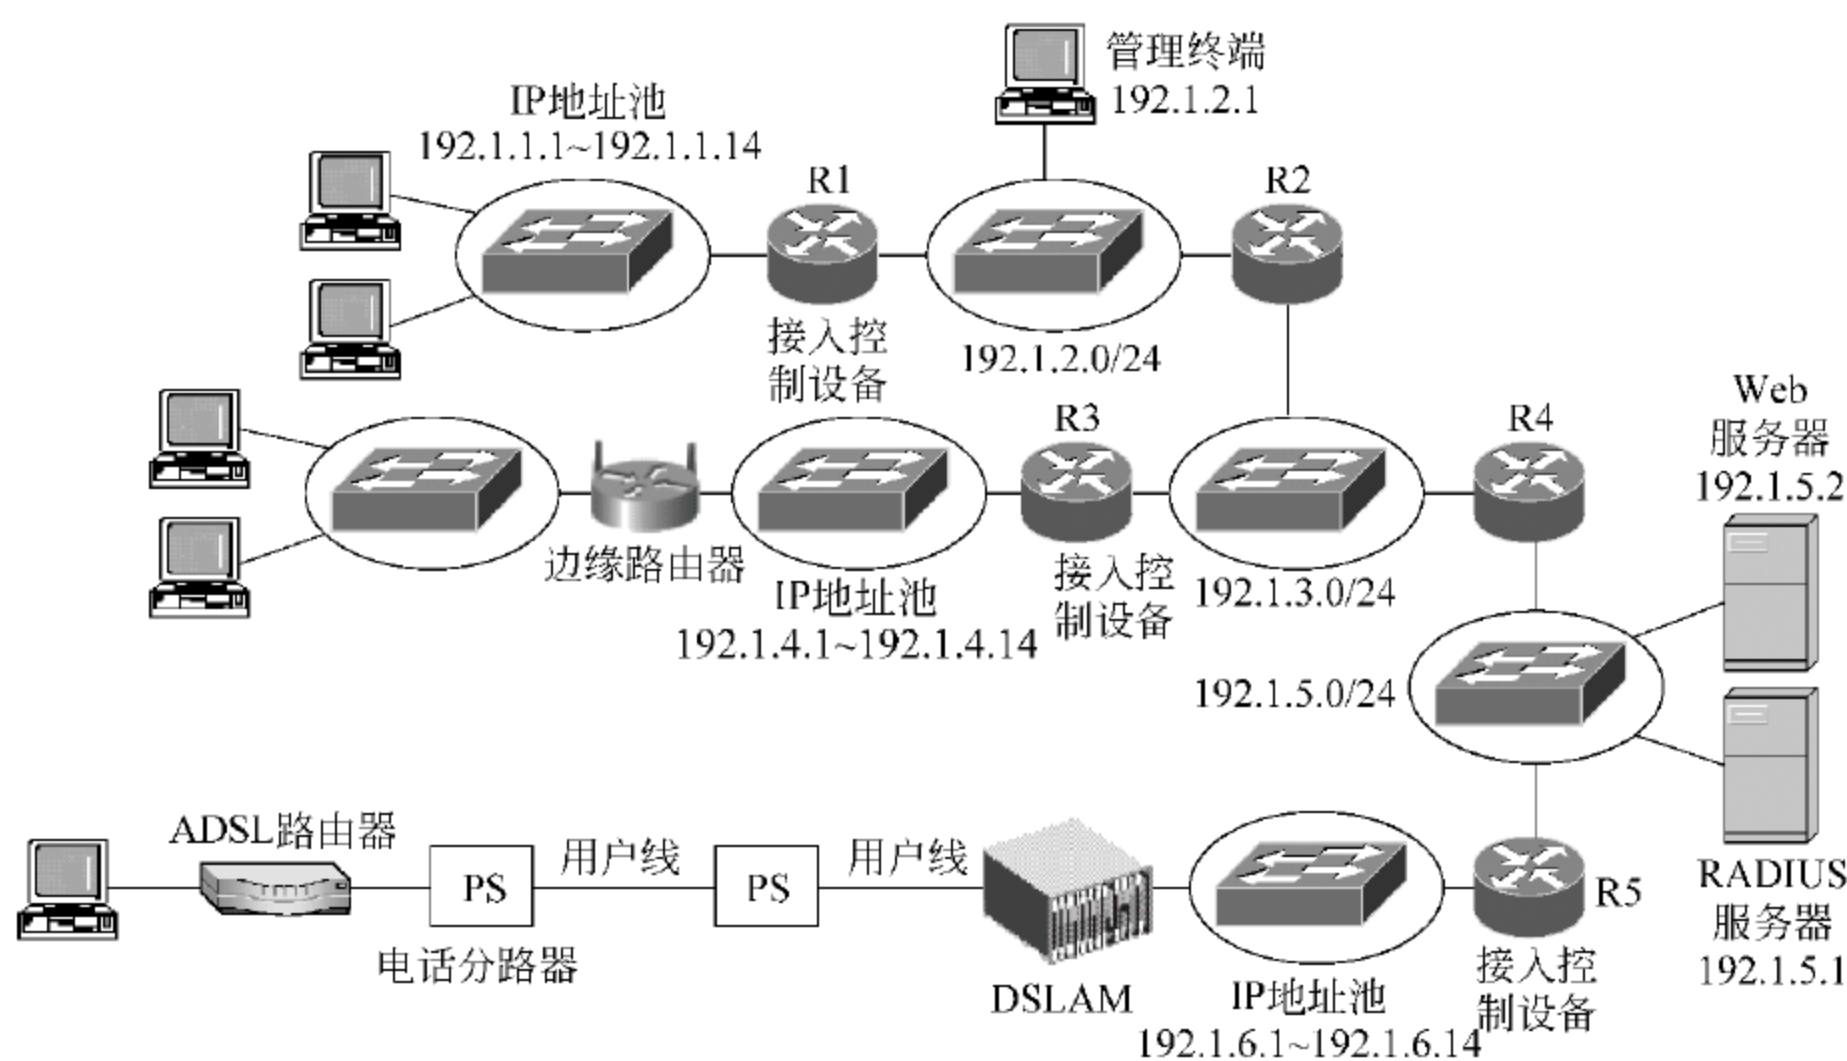 管理终端
192.1.2.1
IP地址池
192.1.1.1~192.1.1.14
R1
R2
接入控
制设备
192.1.2.0/24
Web
服务器
192.1.5.2
R3
R4
边缘路由器
IP地址池
192.1.4.1~192.1.4.14
接入控
制设备
192.1.3.0/24
192.1.5.0/24
ADSL路由器
PS
用户线
PS
用户线
R5
RADIUS
服务器
192.1.5.1
电话分路器
DSLAM
IP地址池
192.1.6.1~192.1.6.14
接入控
制设备